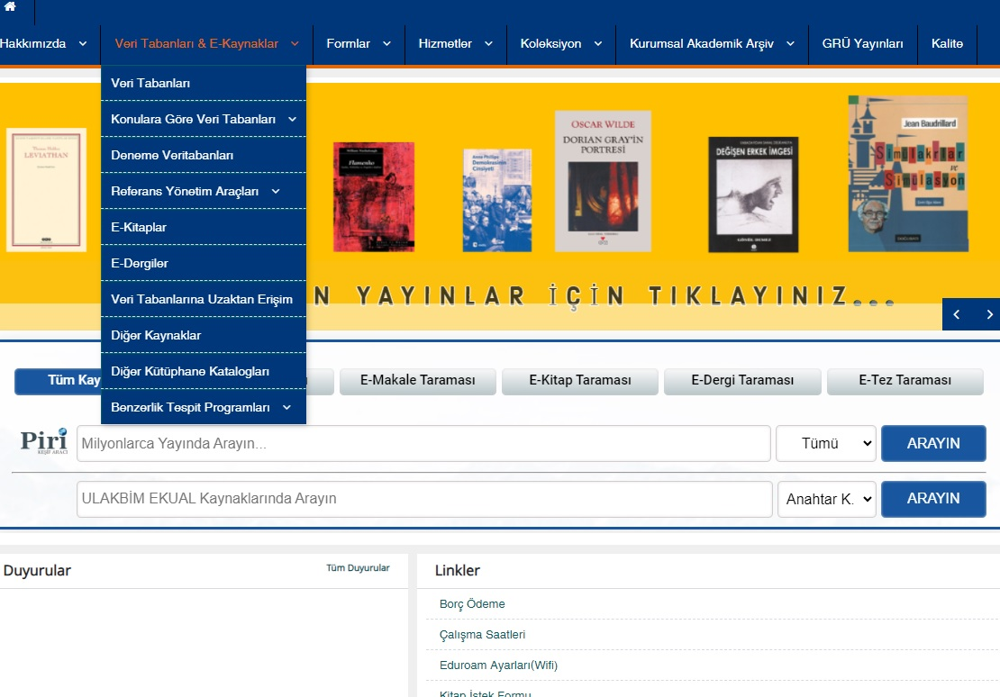 Hakkımızda
Veri Tabanları & E-Kaynaklar
Formlar
Hizmetler
Koleksiyon
Kurumsal Akademik Arşiv
GRÜ Yayınları
Kalite
Veri Tabanları
Konulara Göre Veri Tabanları
Deneme Veritabanları
Referans Yönetim Araçları
E-Kitaplar
E-Dergiler
Veri Tabanlarına Uzaktan Erişim
Diğer Kaynaklar
Diğer Kütüphane Katalogları
Benzerlik Tespit Programları
LEVIATHAN
Flamenko
Anne Phillips
Demokrasinin
Cinsiyeti
OSCAR WILDE
DORIAN GRAY'İN
PORTRESİ
DEĞİŞEN ERKEK İMGESİ
Jean Baudrillard
Simülakrlar
ve
Simülasyon
N YAYINLAR İÇİN TIKLAYINIZ...
Tüm Kay
E-Makale Taraması
E-Kitap Taraması
E-Dergi Taraması
E-Tez Taraması
Piri
KEŞİF ARACI
Milyonlarca Yayında Arayın...
Tümü
ARAYIN
ULAKBİM EKUAL Kaynaklarında Arayın
Anahtar K.
ARAYIN
Duyurular
Tüm Duyurular
Linkler
Borç Ödeme
Çalışma Saatleri
Eduroam Ayarları(Wifi)
Kitap İstek Formu